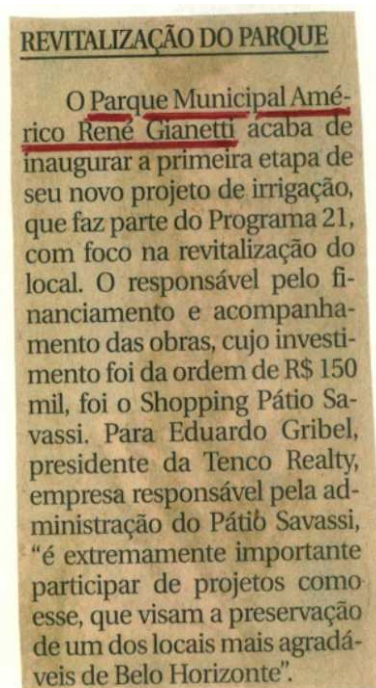 REVITALIZAÇÃO DO PARQUE
O Parque Municipal Amé-
rico René Gianetti acaba de
inaugurar a primeira etapa de
seu novo projeto de irrigação,
que faz parte do Programa 21,
com foco na revitalização do
local. O responsável pelo fi-
nanciamento e acompanha-
mento das obras, cujo investi-
mento foi da ordem de R$ 150
mil, foi o Shopping Pátio Sa-
vassi. Para Eduardo Gribel,
presidente da Tenco Realty,
empresa responsável pela ad-
ministração do Pátio Savassi,
“é extremamente importante
participar de projetos como
esse, que visam a preservação
de um dos locais mais agradá-
veis de Belo Horizonte”.